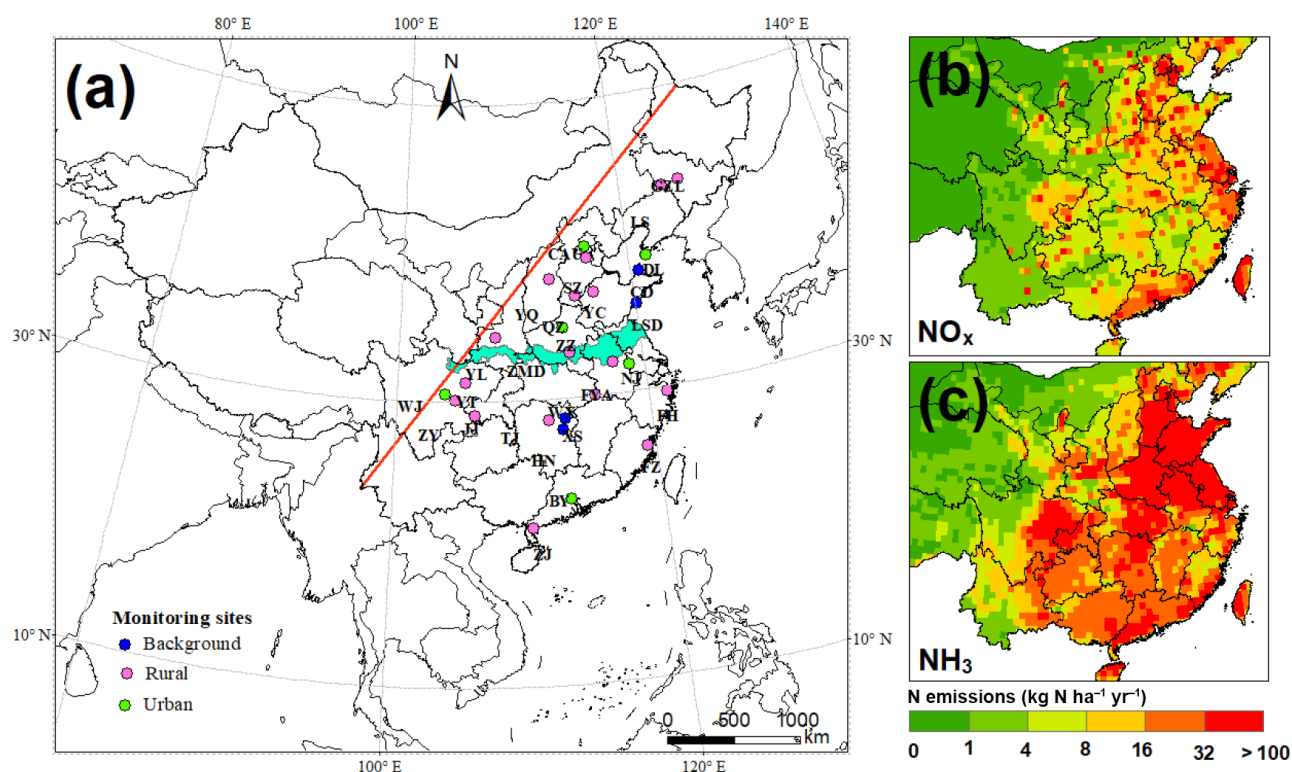 80° E
100° E
120° E
140° E
(a)
N
GZL
LS
CAU
DL
SZ
CD
YQ
YC
QZ
LSD
ZZ
30° N
30° N
ZMD
YL
NJ
WJ
YT
FYA
WX
FH
ZY
JJ
TJ
XS
HN
FZ
BY
ZJ
Monitoring sites
Background
Rural
Urban
10° N
10° N
0 500 1000
km
100° E
120° E
(b)
NOx
(c)
NH3
N emissions (kg N ha–1 yr–1)
0 1 4 8 16 32 >100